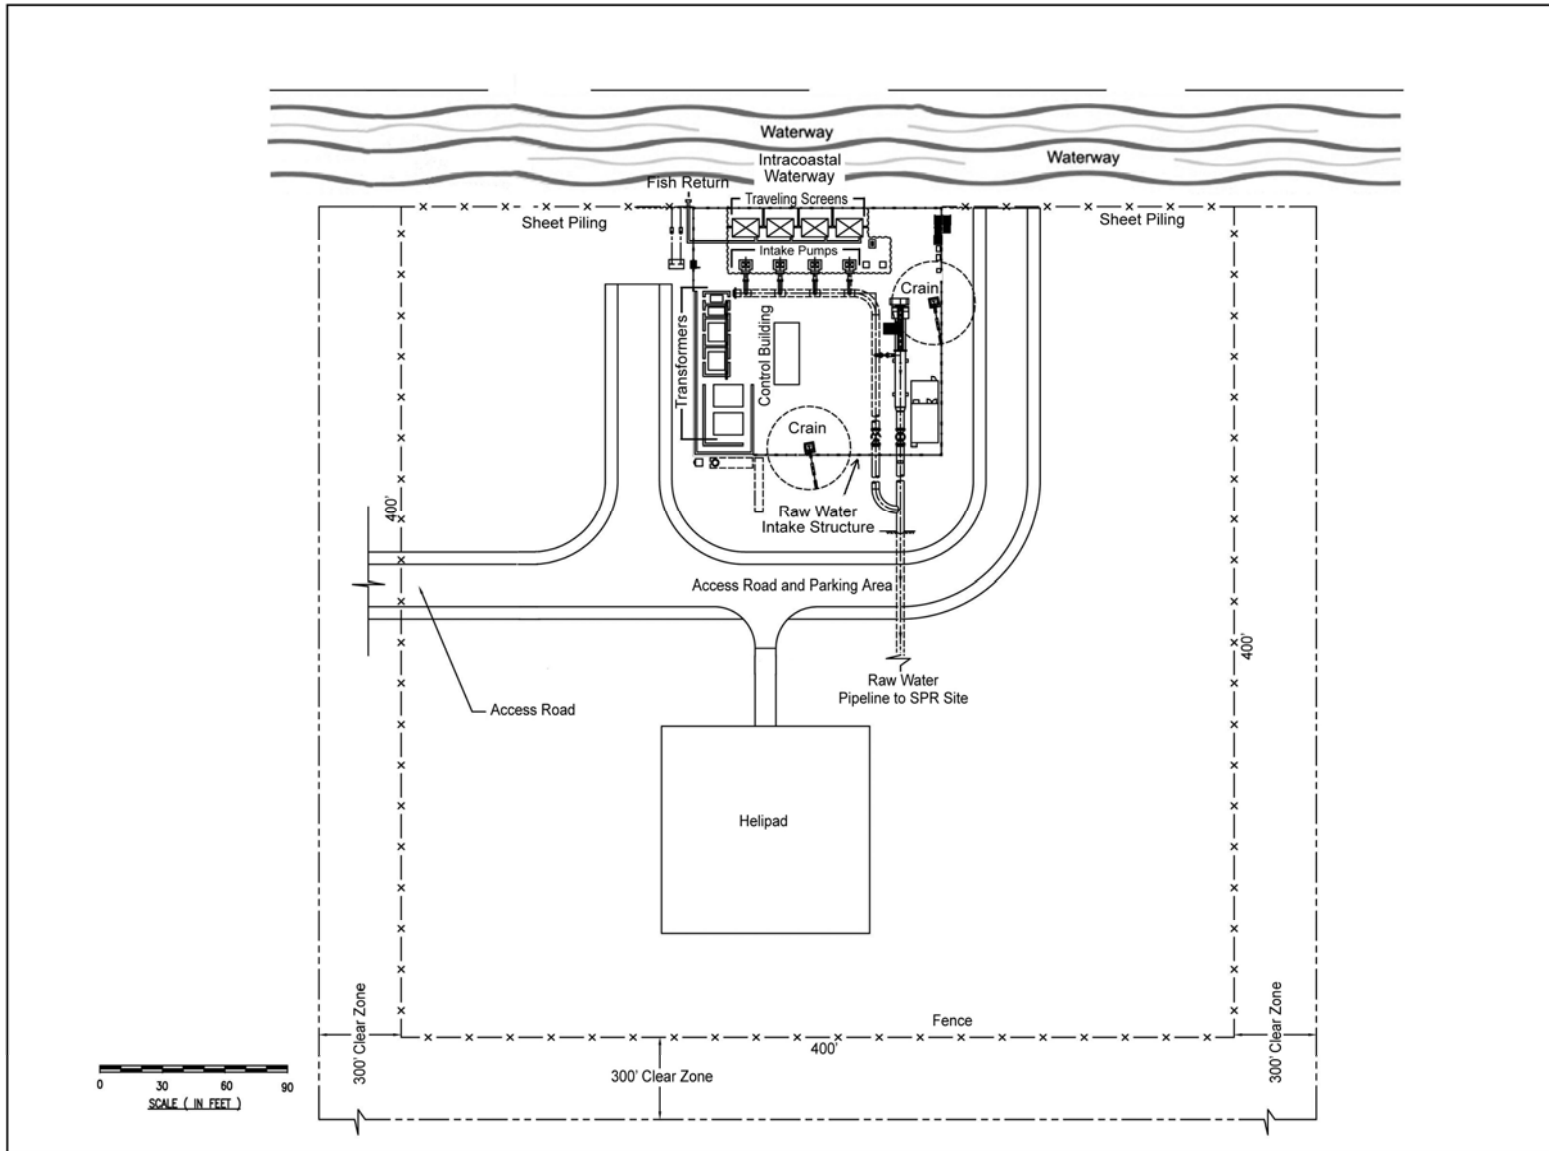 Waterway
Intracoastal
Waterway
Waterway
Fish Return
Traveling Screens
Sheet Piling
Sheet Piling
Intake Pumps
Crain
Transformers
Control Building
Crain
400'
Raw Water
Intake Structure
Access Road and Parking Area
400'
Raw Water
Pipeline to SPR Site
Access Road
Helipad
300' Clear Zone
Fence
300' Clear Zone
400'
300' Clear Zone
0 30 60 90
SCALE ( IN FEET )